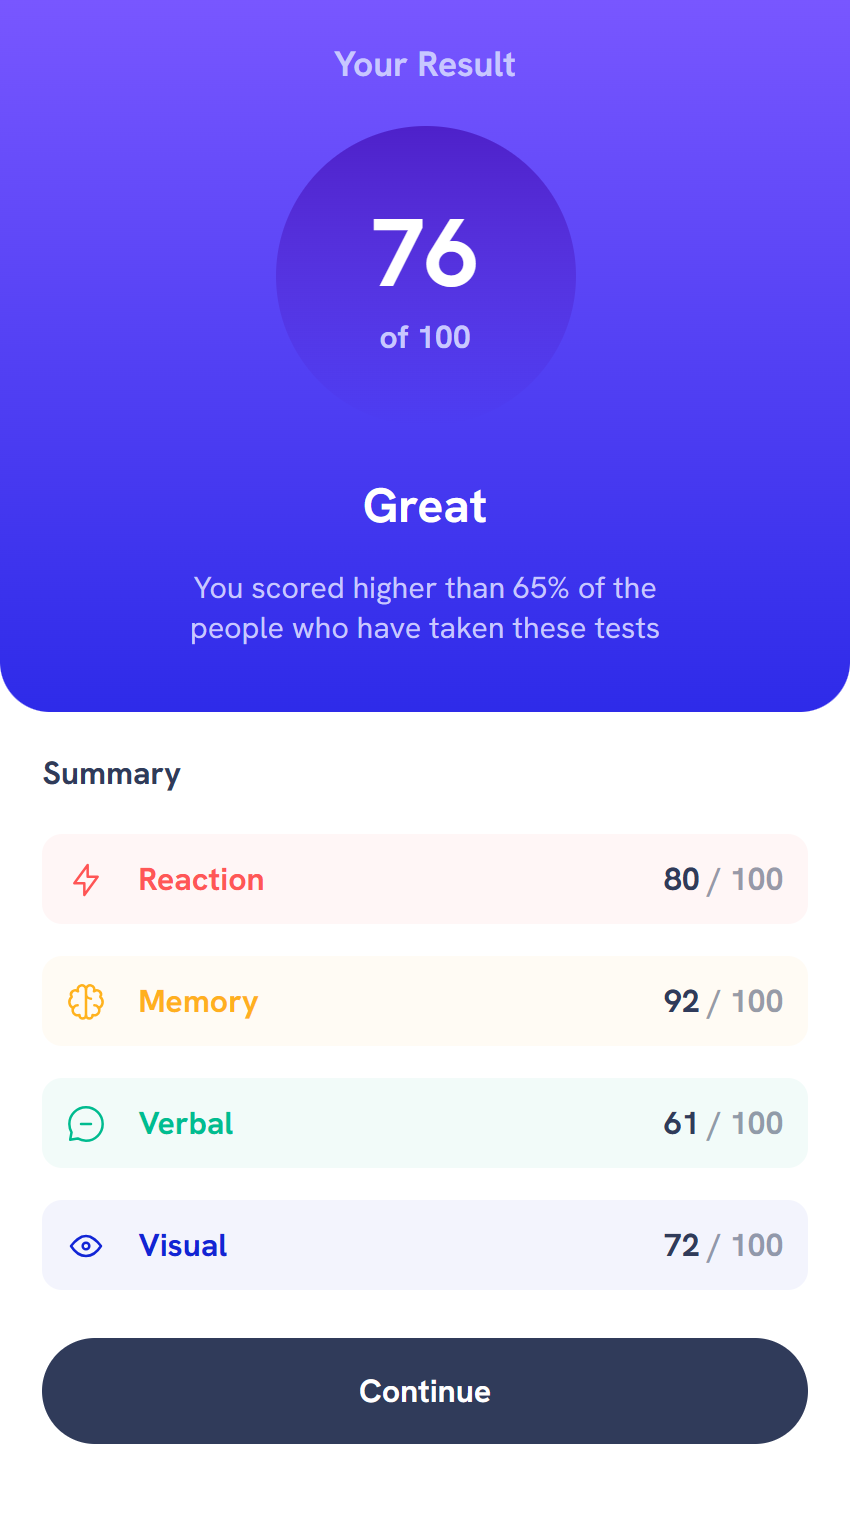 Your Result
76
of 100
Great
You scored higher than 65% of the
people who have taken these tests
Summary
Reaction 80 / 100
Memory 92 / 100
Verbal 61 / 100
Visual 72 / 100
Continue